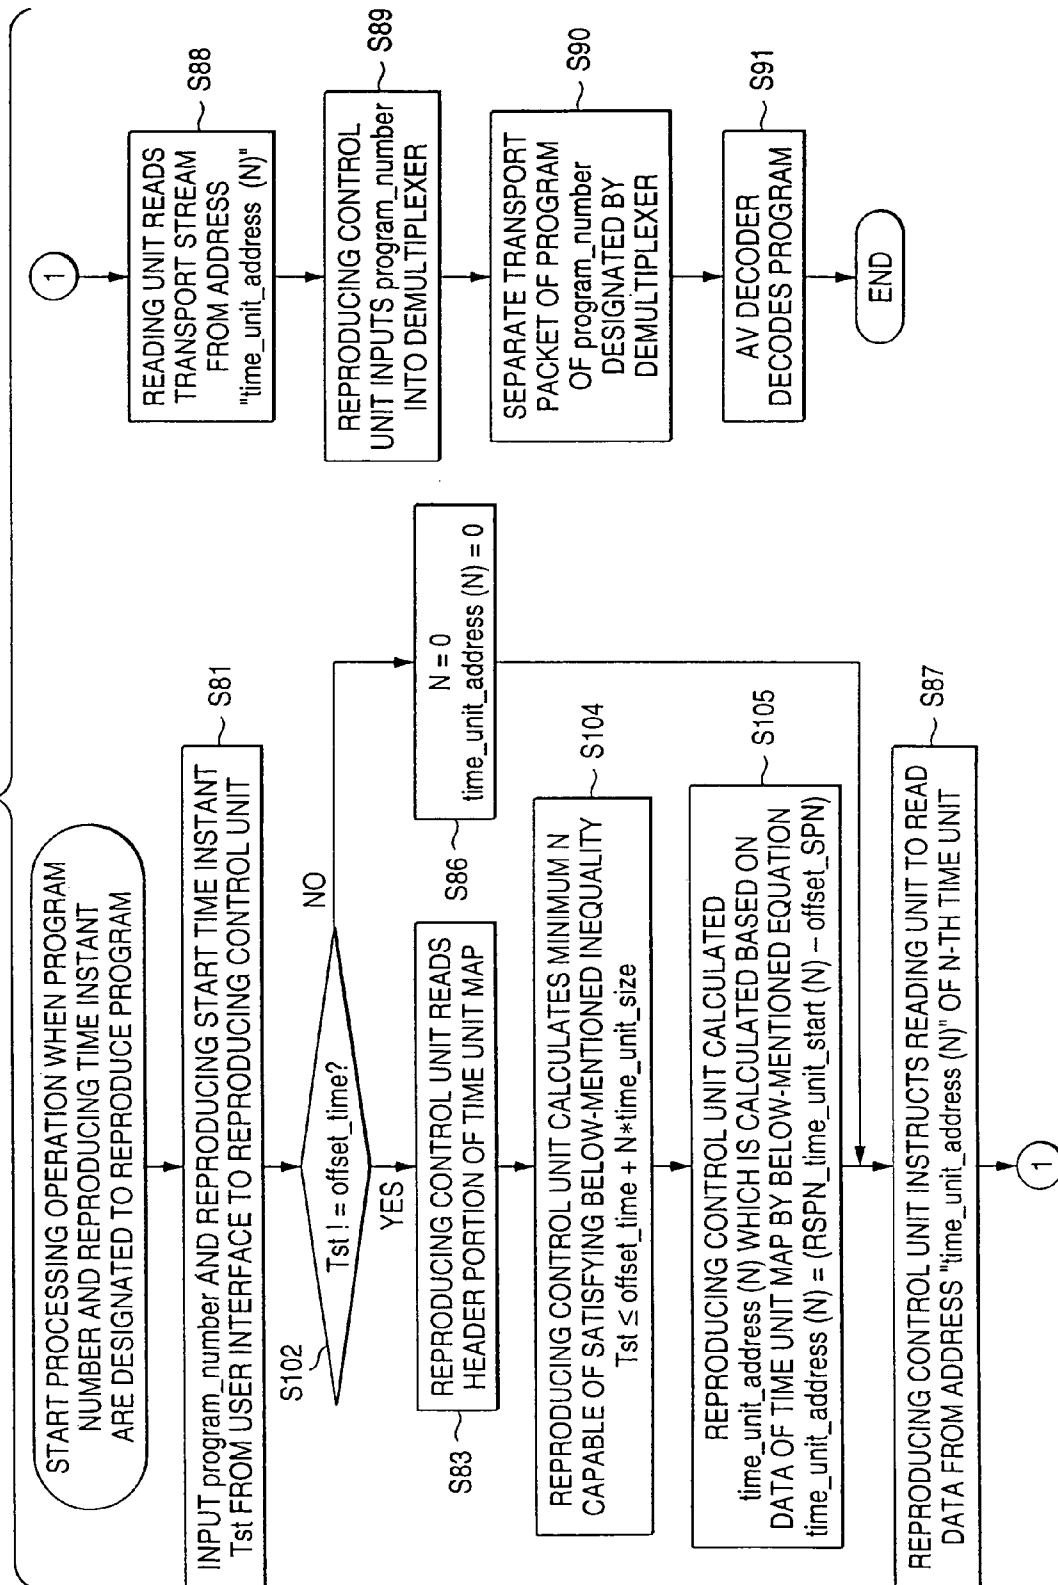 START PROCESSING OPERATION WHEN PROGRAM
NUMBER AND REPRODUCING TIME INSTANT
ARE DESIGNATED TO REPRODUCE PROGRAM
INPUT program_number AND REPRODUCING START TIME INSTANT
Tst FROM USER INTERFACE TO REPRODUCING CONTROL UNIT
S81
Tst ! = offset_time?
S102
NO
YES
REPRODUCING CONTROL UNIT READS
HEADER PORTION OF TIME UNIT MAP
S83
N = 0
time_unit_address (N) = 0
S86
REPRODUCING CONTROL UNIT CALCULATES MINIMUM N
CAPABLE OF SATISFYING BELOW-MENTIONED INEQUALITY
Tst ≤ offset_time + N*time_unit_size
S104
REPRODUCING CONTROL UNIT CALCULATED
time_unit_address (N) WHICH IS CALCULATED BASED ON
DATA OF TIME UNIT MAP BY BELOW-MENTIONED EQUATION
time_unit_address (N) = (RSPN_time_unit_start (N) – offset_SPN)
S105
REPRODUCING CONTROL UNIT INSTRUCTS READING UNIT TO READ
DATA FROM ADDRESS "time_unit_address (N)" OF N-TH TIME UNIT
S87
1
1
READING UNIT READS
TRANSPORT STREAM
FROM ADDRESS
"time_unit_address (N)"
S88
REPRODUCING CONTROL
UNIT INPUTS program_number
INTO DEMULTIPLEXER
S89
SEPARATE TRANSPORT
PACKET OF PROGRAM
OF program_number
DESIGNATED BY
DEMULTIPLEXER
S90
AV DECODER
DECODES PROGRAM
S91
END